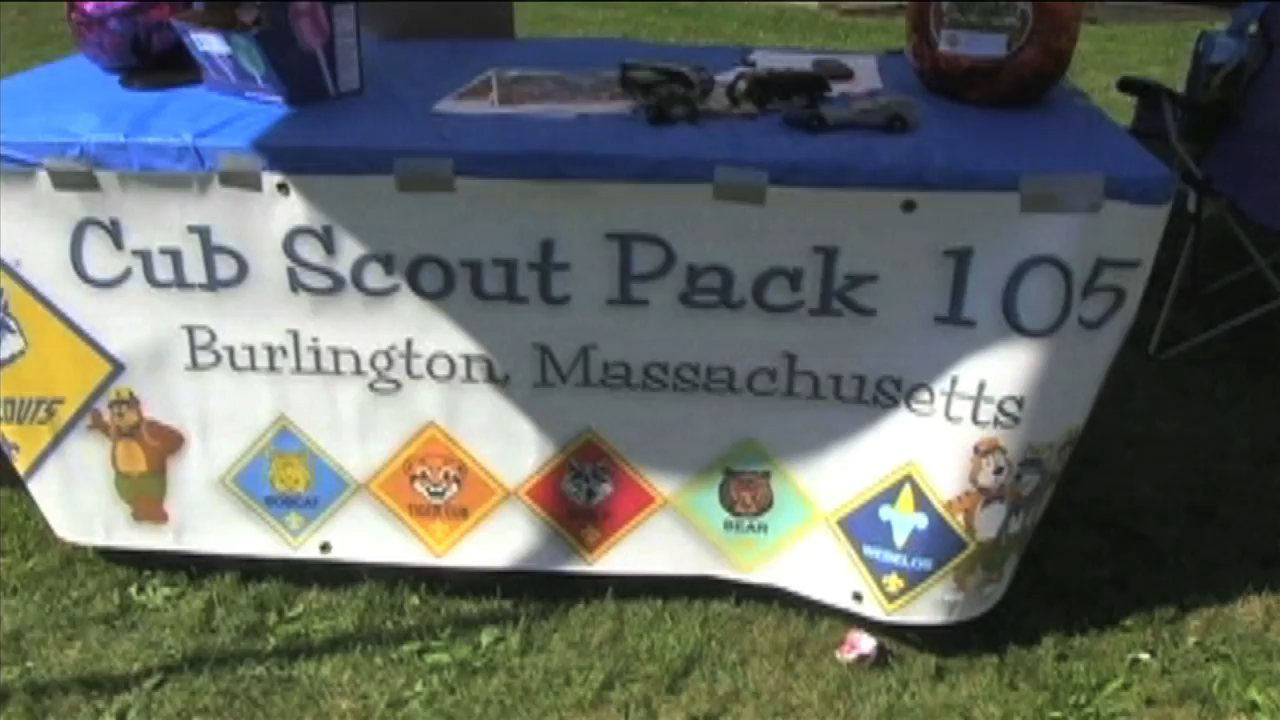 Cub Scout Pack 105
Burlington, Massachusetts
BOBCAT
TIGER CUB
BEAR
WEBELOS